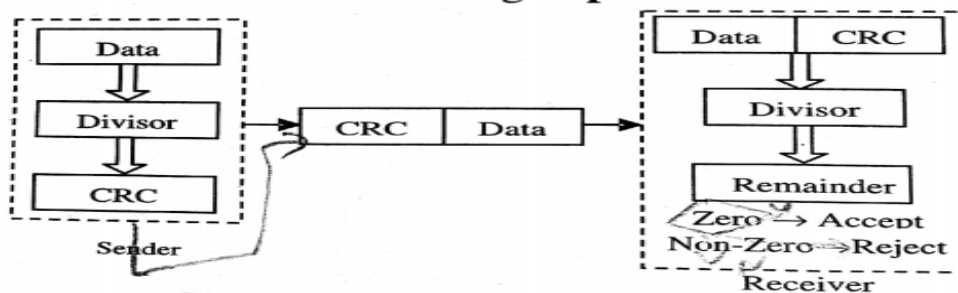 Data
Divisor
CRC
Sender
CRC Data
Data CRC
Divisor
Remainder
Zero → Accept
Non-Zero → Reject
Receiver